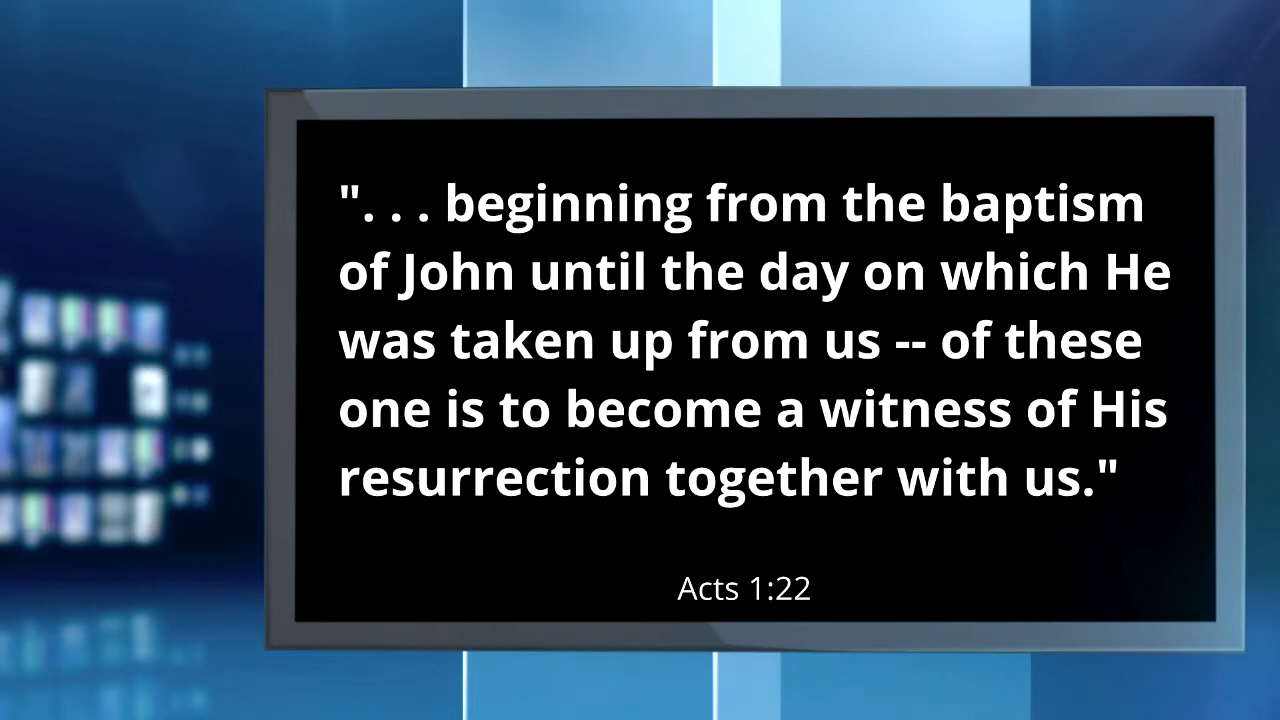 ". . . beginning from the baptism
of John until the day on which He
was taken up from us -- of these
one is to become a witness of His
resurrection together with us."
Acts 1:22